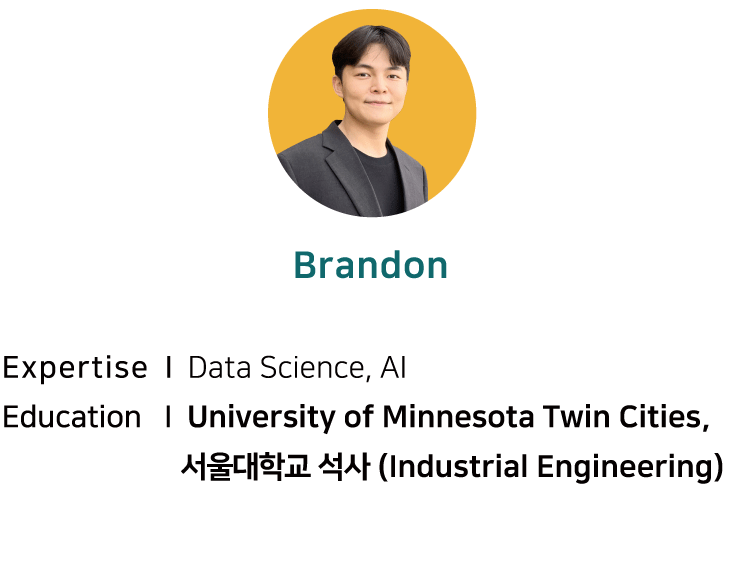 Brandon
Expertise I Data Science, AI
Education I University of Minnesota Twin Cities,
서울대학교 석사 (Industrial Engineering)